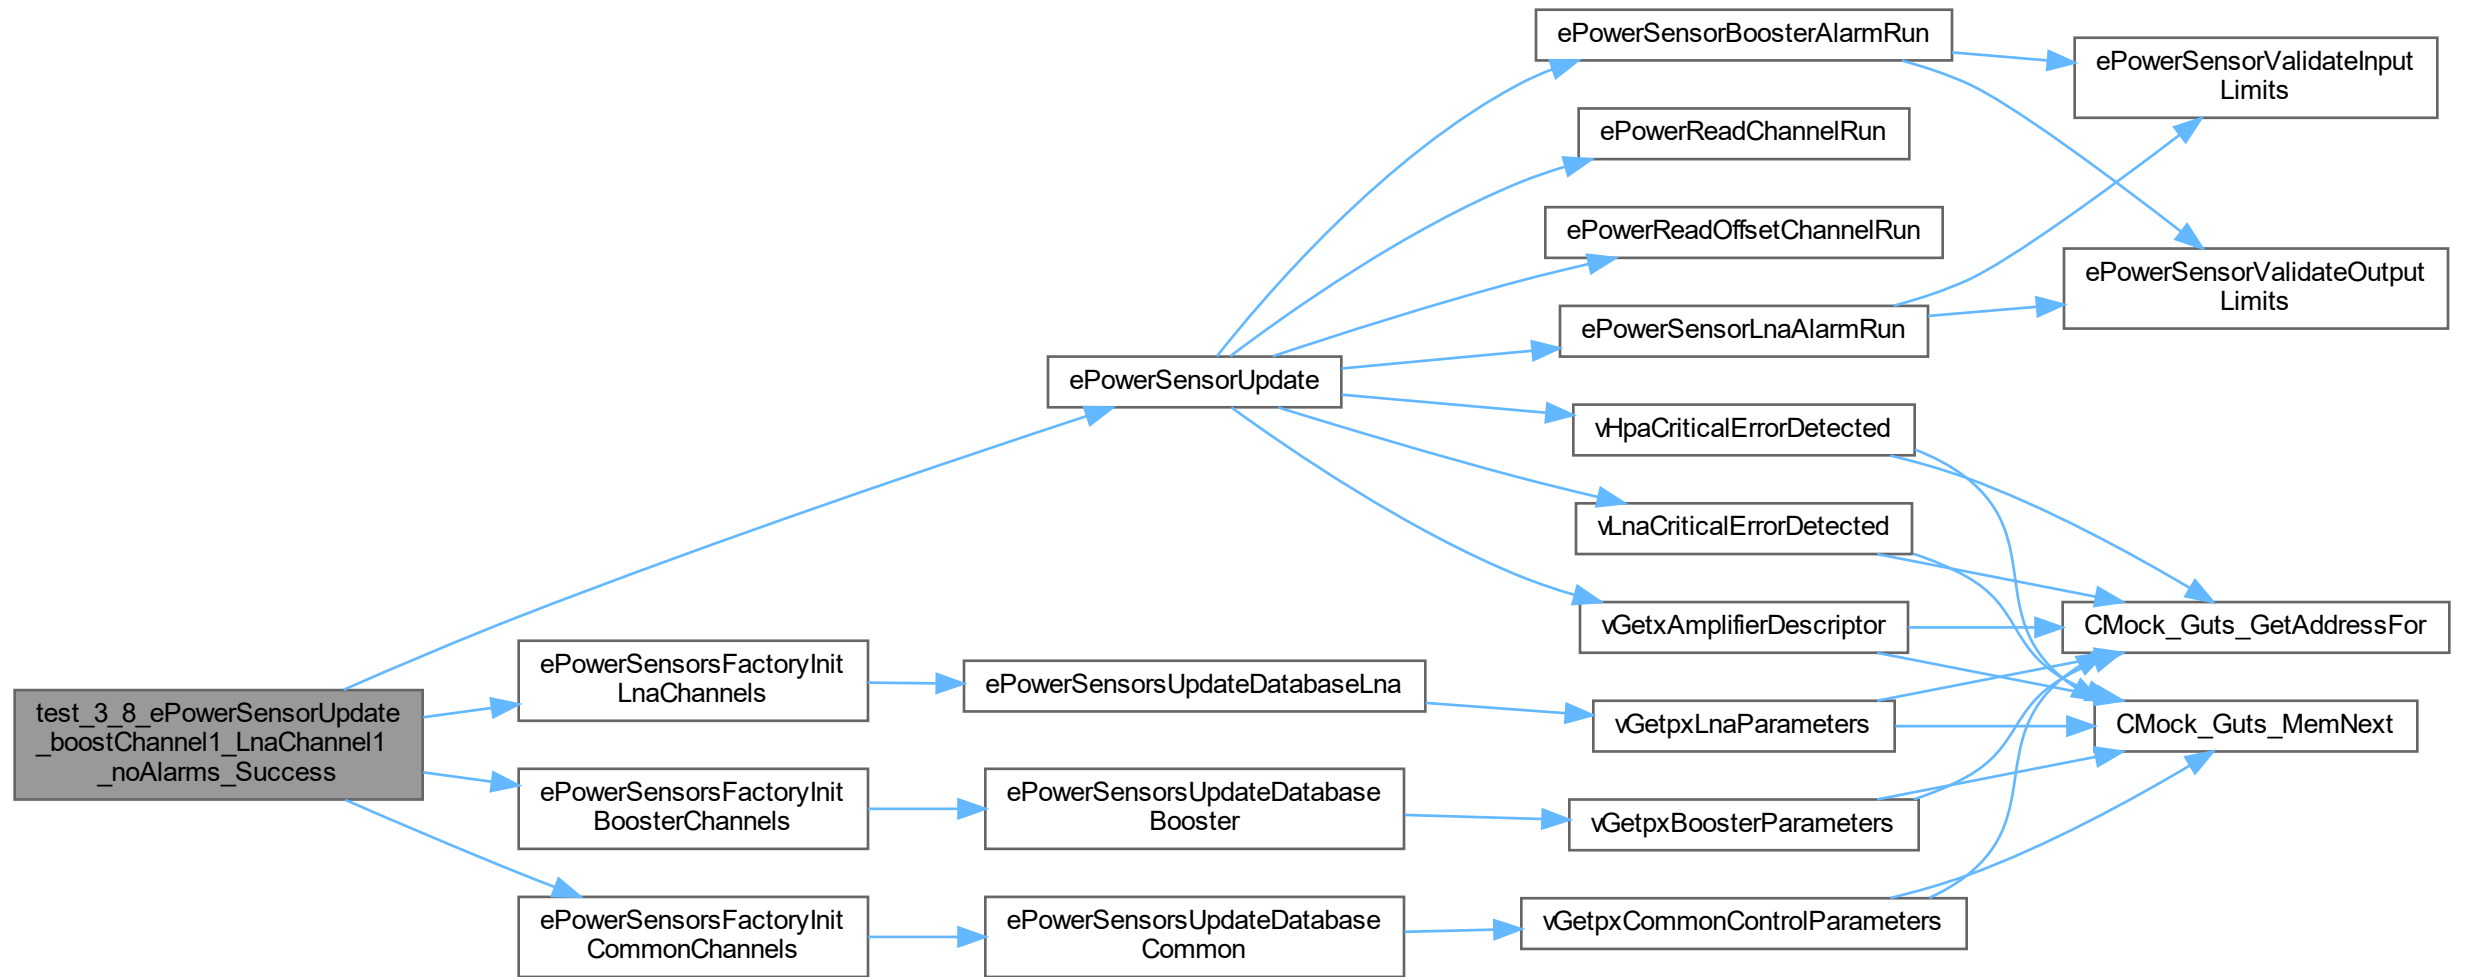 ePowerSensorBoosterAlarmRun
ePowerSensorValidateInput
Limits
ePowerReadChannelRun
ePowerReadOffsetChannelRun
ePowerSensorValidateOutput
Limits
ePowerSensorLnaAlarmRun
ePowerSensorUpdate
vHpaCriticalErrorDetected
vLnaCriticalErrorDetected
vGetxAmplifierDescriptor
CMock_Guts_GetAddressFor
ePowerSensorsFactoryInit
LnaChannels
ePowerSensorsUpdateDatabaseLna
vGetpxLnaParameters
CMock_Guts_MemNext
test_3_8_ePowerSensorUpdate
_boostChannel1_LnaChannel1
_noAlarms_Success
ePowerSensorsFactoryInit
BoosterChannels
ePowerSensorsUpdateDatabase
Booster
vGetpxBoosterParameters
ePowerSensorsFactoryInit
CommonChannels
ePowerSensorsUpdateDatabase
Common
vGetpxCommonControlParameters